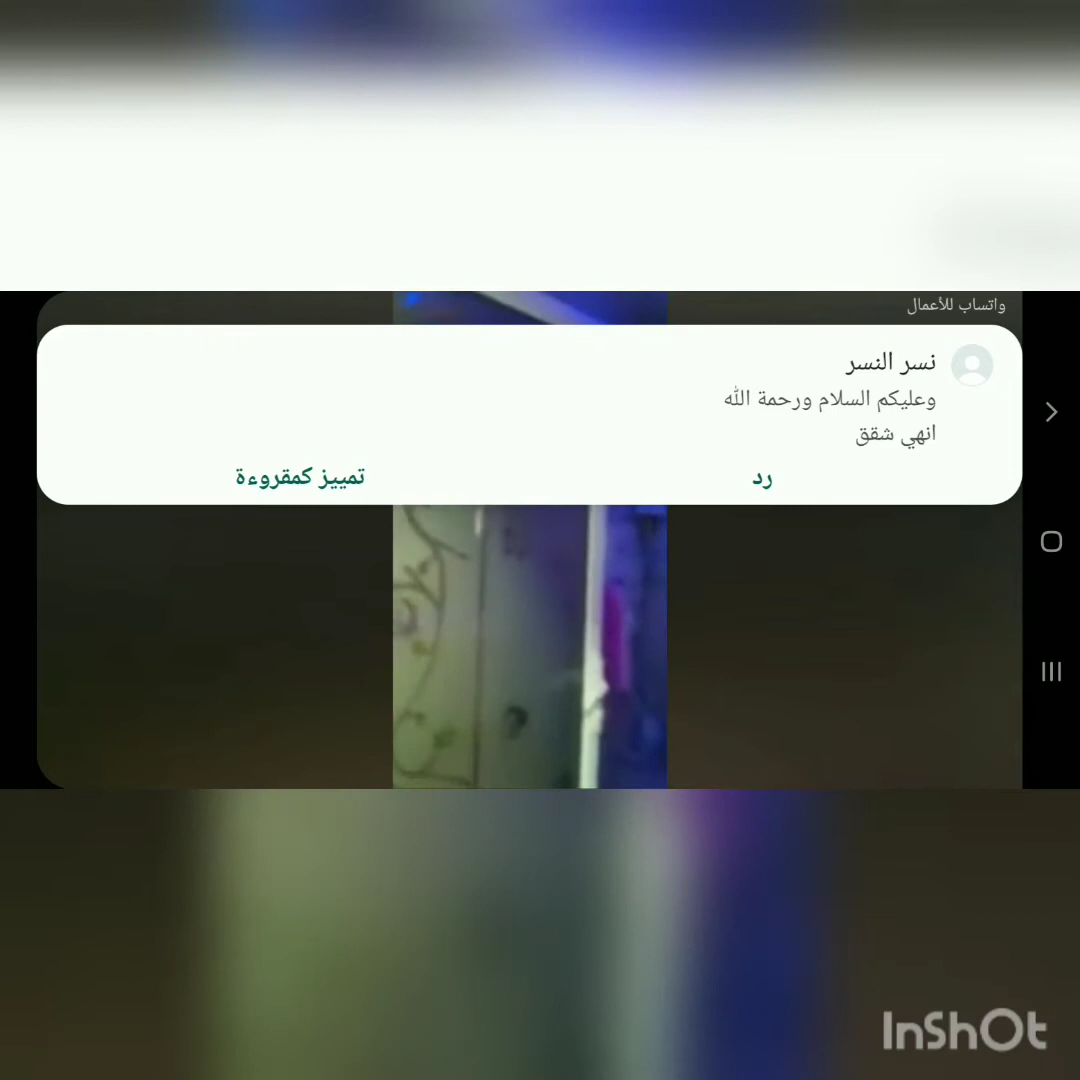 واتساب للأعمال
نسر النسر
وعليكم السلام ورحمة الله
انهي شقق
رد
تمييز كمقروءة
InShOt